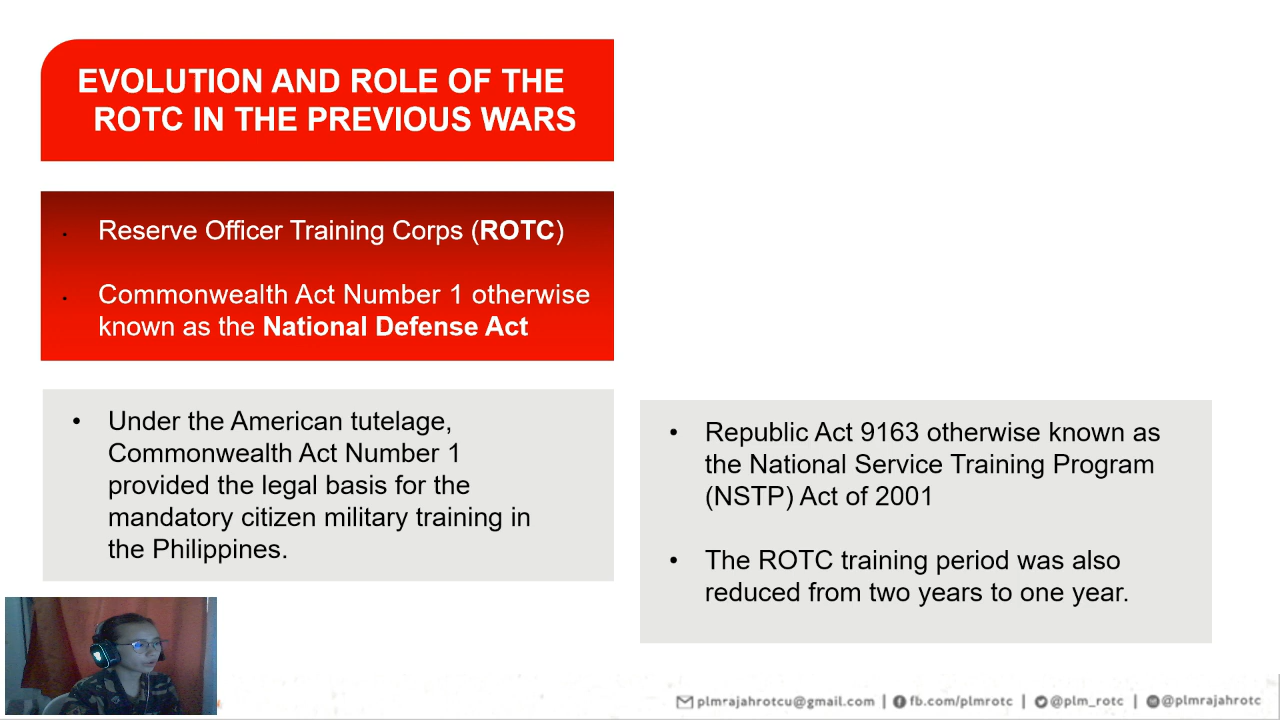 EVOLUTION AND ROLE OF THE
ROTC IN THE PREVIOUS WARS
• Reserve Officer Training Corps (ROTC)
• Commonwealth Act Number 1 otherwise
known as the National Defense Act
• Under the American tutelage,
Commonwealth Act Number 1
provided the legal basis for the
mandatory citizen military training in
the Philippines.
• Republic Act 9163 otherwise known as
the National Service Training Program
(NSTP) Act of 2001
• The ROTC training period was also
reduced from two years to one year.
plmrajahrotcu@gmail.com | fb.com/plmrotc | @plm_rotc | @plmrajahrotc